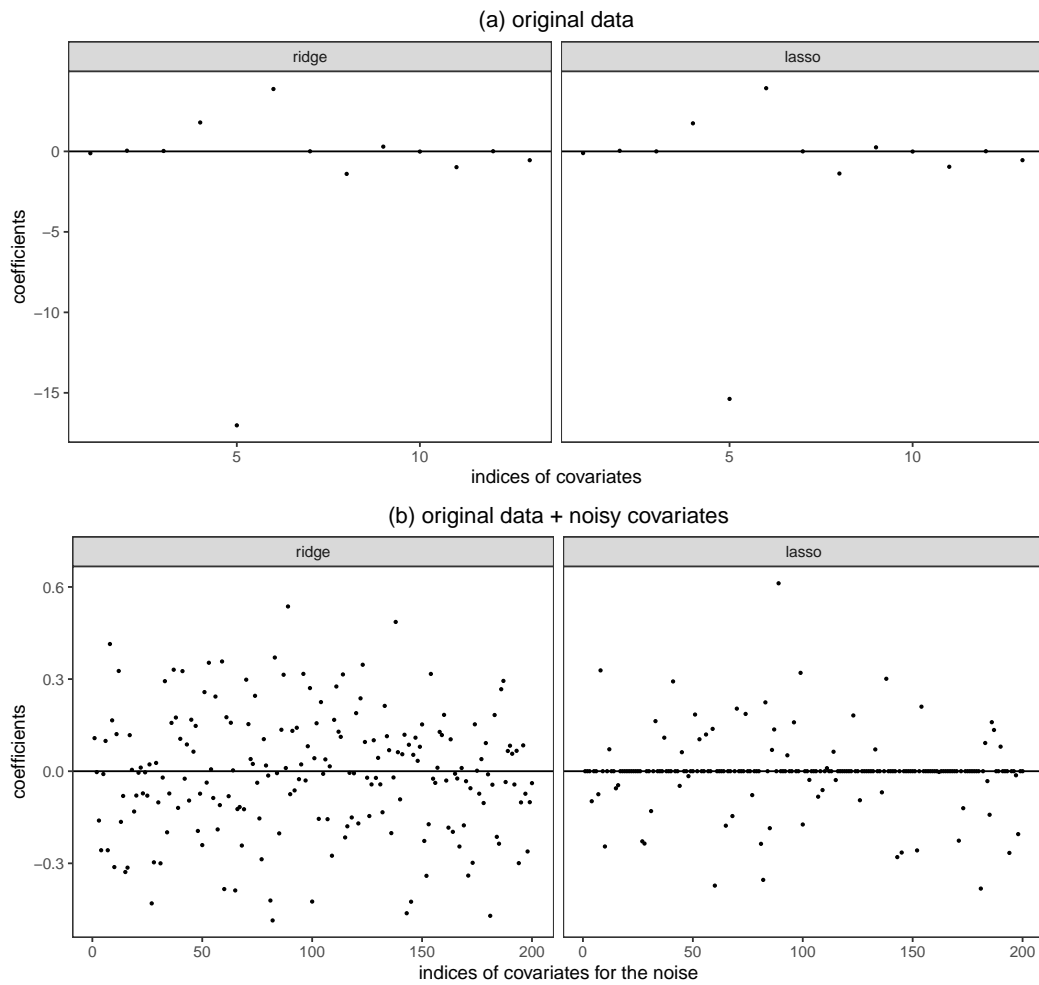 (a) original data
ridge
lasso
0
−5
−10
−15
coefficients
5
10
5
10
indices of covariates
(b) original data + noisy covariates
ridge
lasso
0.6
0.3
0.0
−0.3
coefficients
0
50
100
150
200
0
50
100
150
200
indices of covariates for the noise